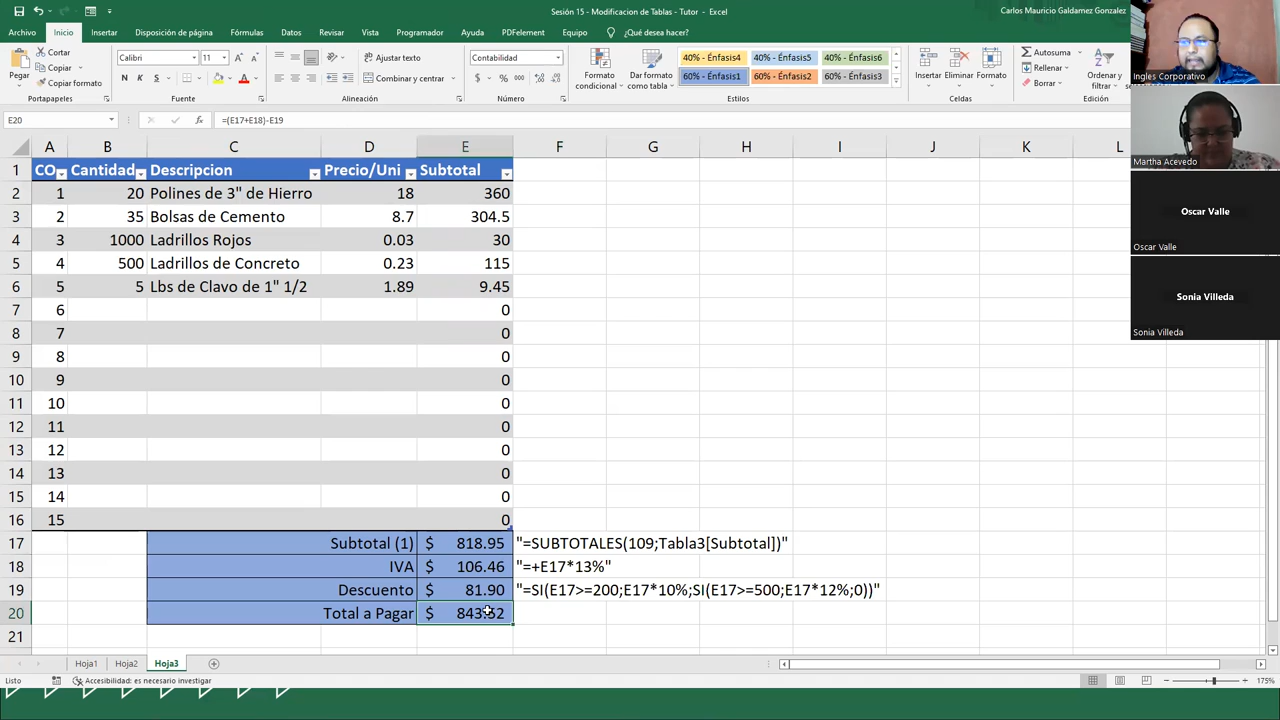 Sesión 15 - Modificacion de Tablas - Tutor - Excel
Carlos Mauricio Galdamez Gonzalez
Archivo Inicio Insertar Disposición de página Fórmulas Datos Revisar Vista Programador Ayuda PDFelement Equipo ¿Qué desea hacer?
Pegar
Cortar
Copiar
Copiar formato
Portapapeles
Calibri 11
N K S
Fuente
Ajustar texto
Combinar y centrar
Alineación
Contabilidad
$ % 000
Número
Formato condicional
Dar formato como tabla
40% - Énfasis4 40% - Énfasis5 40% - Énfasis6
60% - Énfasis1 60% - Énfasis2 60% - Énfasis3
Estilos
Insertar Eliminar Formato
Celdas
Autosuma
Rellenar
Borrar
Ordenar y filtrar
Edición
E20 =(E17+E18)-E19
A B C D E F G H I J K L
1 CO Cantidad Descripcion Precio/Uni Subtotal
2 1 20 Polines de 3" de Hierro 18 360
3 2 35 Bolsas de Cemento 8.7 304.5
4 3 1000 Ladrillos Rojos 0.03 30
5 4 500 Ladrillos de Concreto 0.23 115
6 5 5 Lbs de Clavo de 1" 1/2 1.89 9.45
7 6 0
8 7 0
9 8 0
10 9 0
11 10 0
12 11 0
13 12 0
14 13 0
15 14 0
16 15 0
17 Subtotal (1) $ 818.95 "=SUBTOTALES(109;Tabla3[Subtotal])"
18 IVA $ 106.46 "=+E17*13%"
19 Descuento $ 81.90 "=SI(E17>=200;E17*10%;SI(E17>=500;E17*12%;0))"
20 Total a Pagar $ 843.52
21
Hoja1 Hoja2 Hoja3
Listo Accesibilidad: es necesario investigar 175%
Ingles Corporativo
Martha Acevedo
Oscar Valle
Oscar Valle
Sonia Villeda
Sonia Villeda